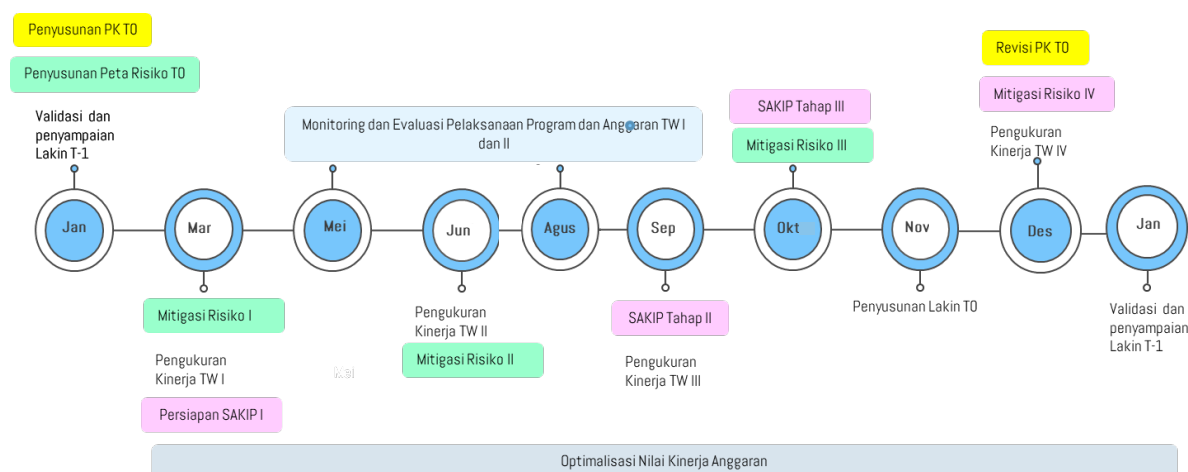 Penyusunan PK T0
Penyusunan Peta Risiko T0
Validasi dan
penyampaian
Lakin T-1
Monitoring dan Evaluasi Pelaksanaan Program dan Anggaran TW I
dan II
SAKIP Tahap III
Mitigasi Risiko III
Revisi PK T0
Mitigasi Risiko IV
Pengukuran
Kinerja TW IV
Jan
Mar
Mei
Jun
Agus
Sep
Okt
Nov
Des
Jan
Mitigasi Risiko I
Pengukuran
Kinerja TW I
Persiapan SAKIP I
Mei
Pengukuran
Kinerja TW II
Mitigasi Risiko II
SAKIP Tahap II
Pengukuran
Kinerja TW III
Penyusunan Lakin T0
Validasi dan
penyampaian
Lakin T-1
Optimalisasi Nilai Kinerja Anggaran